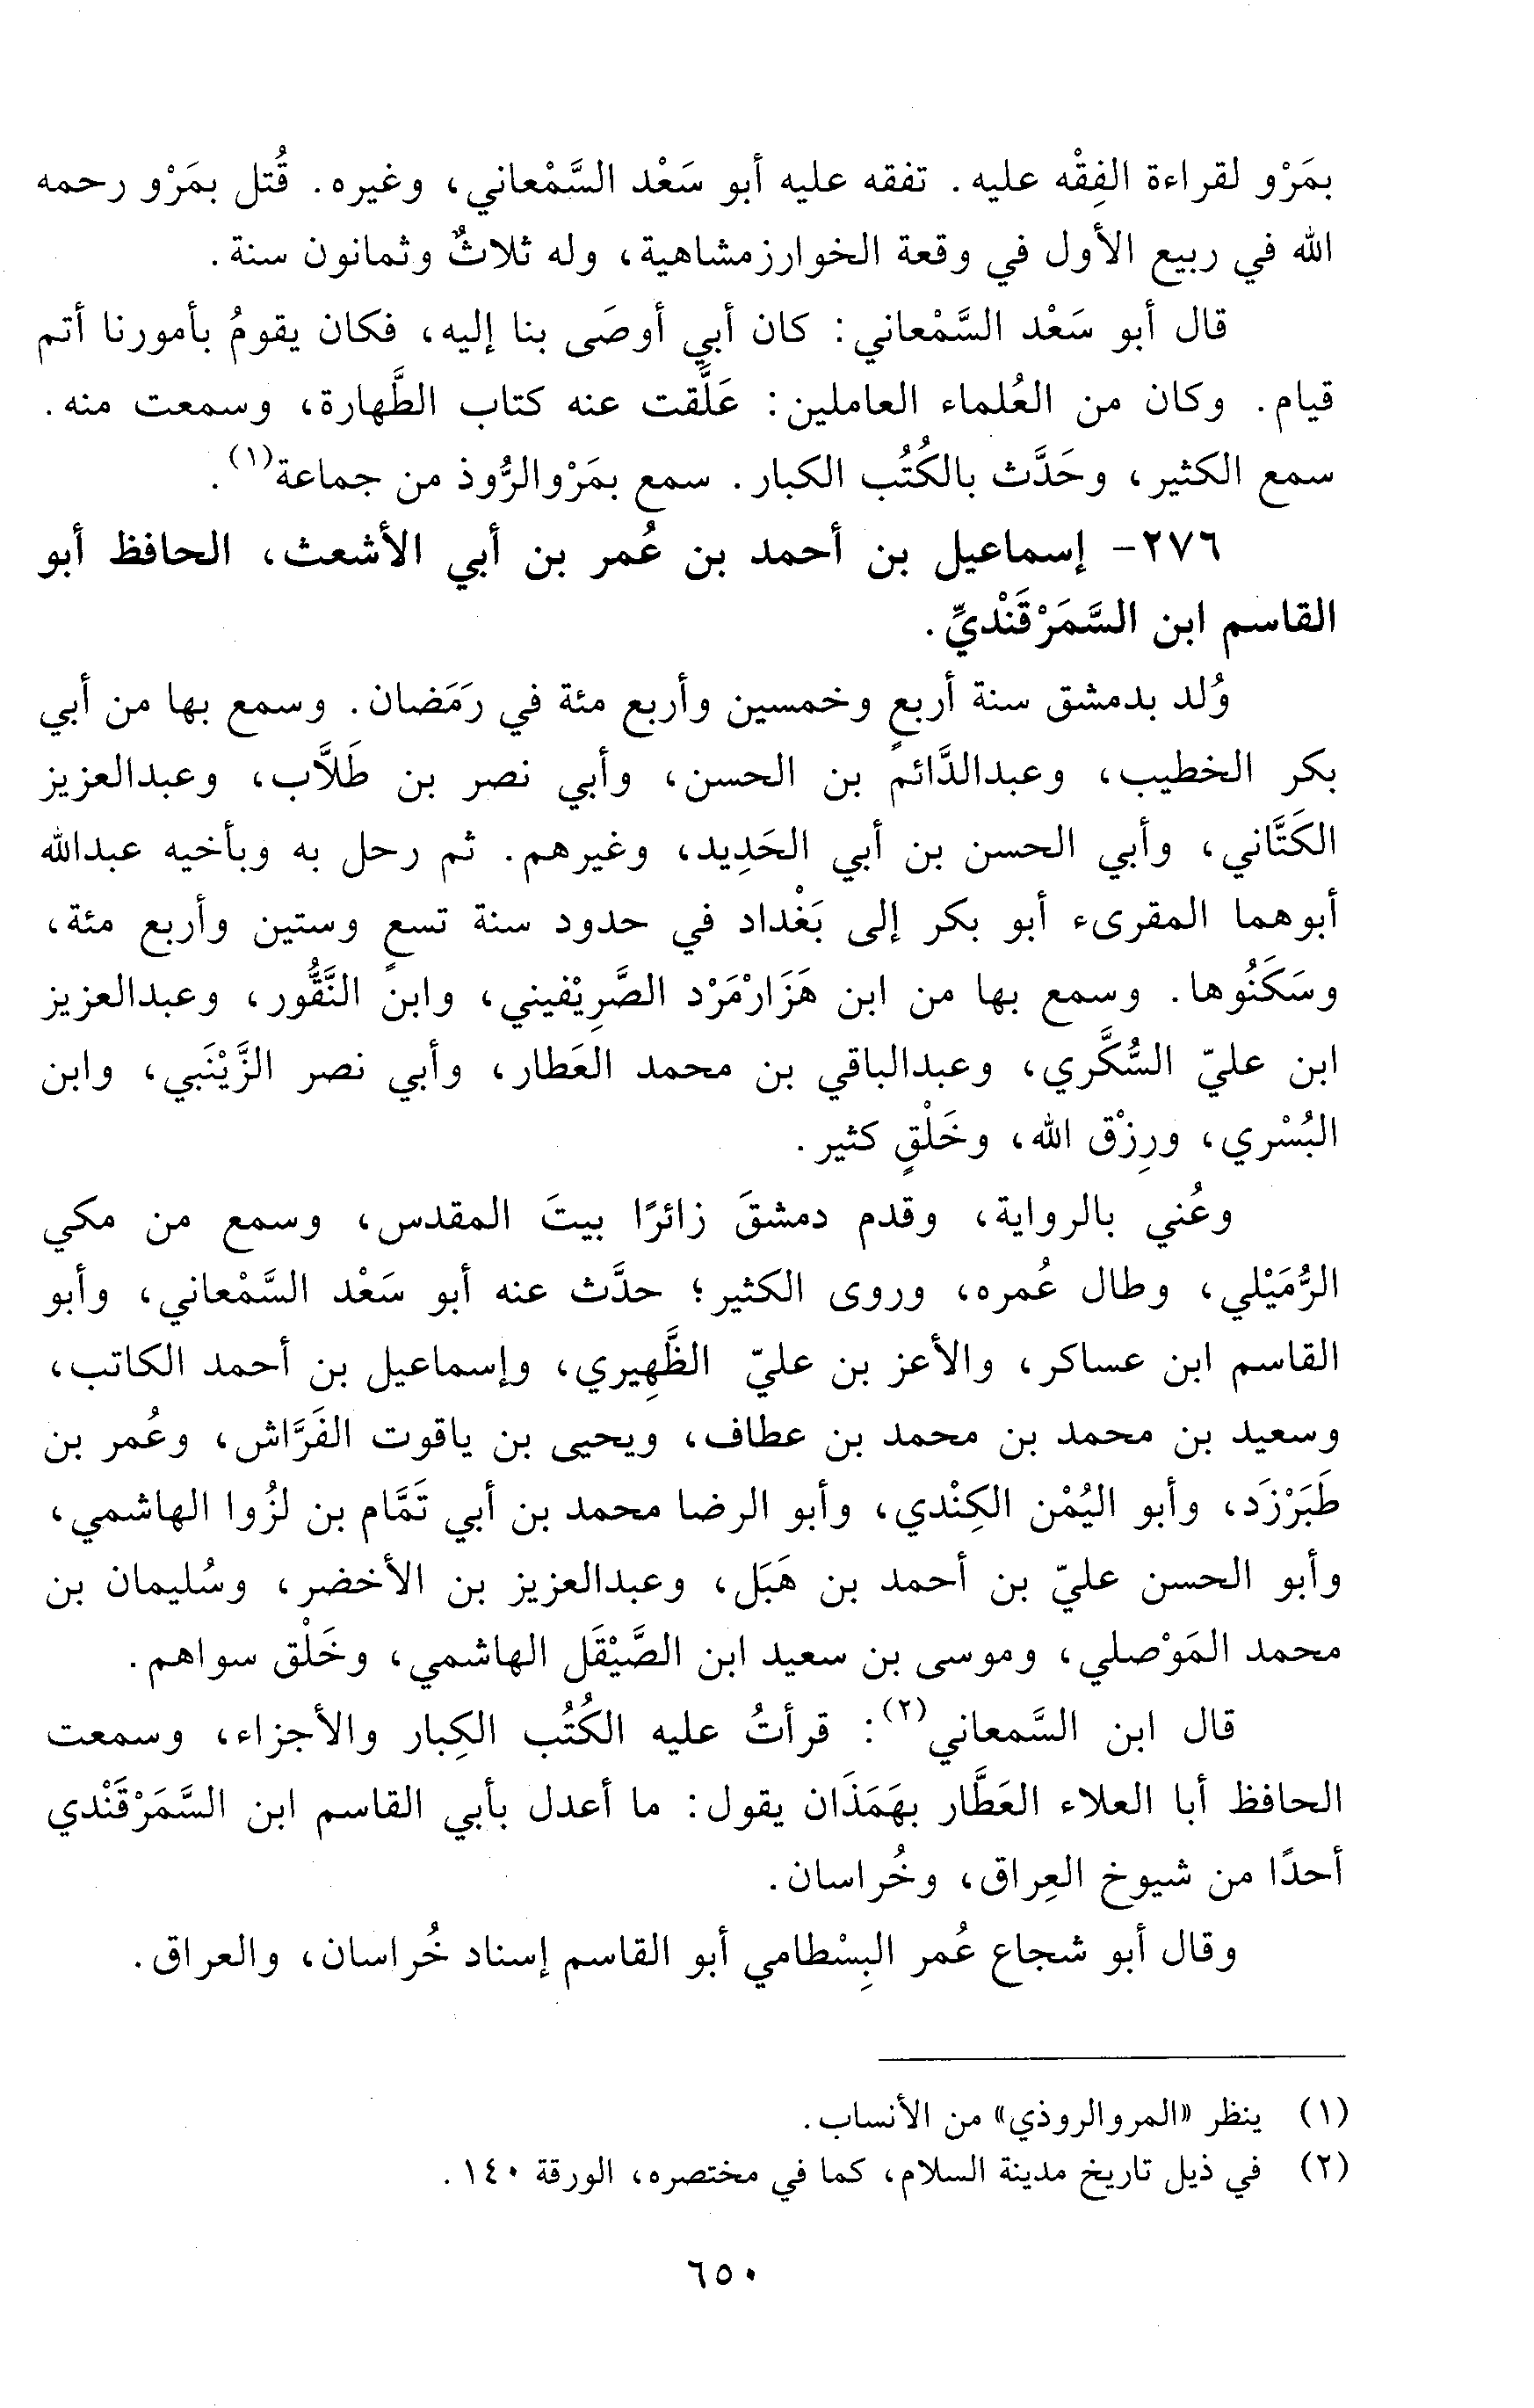 بمَرْو لقراءة الفِقْه عليه. تفقه عليه أبو سَعْد السَّمْعاني، وغيره. قُتل بمَرْو رحمه
الله في ربيع الأول في وقعة الخوارزمشاهية، وله ثلاثٌ وثمانون سنة.
قال أبو سَعْد السَّمْعاني: كان أبي أوصَى بنا إليه، فكان يقومُ بأمورنا أتم
قيام. وكان من العُلماء العاملين: عَلَّقت عنه كتاب الطَّهارة، وسمعت منه.
سمع الكثير، وحَدَّث بالكُتُب الكبار. سمع بمَرْوالرُّوذ من جماعة(١).
٢٧٦- إسماعيل بن أحمد بن عُمر بن أبي الأشعث، الحافظ أبو
القاسم ابن السَّمَرْقَنْديِّ.
وُلد بدمشق سنة أربعٍ وخمسين وأربع مئة في رَمَضان. وسمع بها من أبي
بكر الخطيب، وعبدالدَّائم بن الحسن، وأبي نصر بن طَلاَّب، وعبدالعزيز
الكَتَّاني، وأبي الحسن بن أبي الحَدِيد، وغيرهم. ثم رحل به وبأخيه عبدالله
أبوهما المقرىء أبو بكر إلى بَغْداد في حدود سنة تسعٍ وستين وأربع مئة،
وسَكَنُوها. وسمع بها من ابن هَزَارْمَرْد الصَّرِيْفيني، وابن النَّقُّور، وعبدالعزيز
ابن عليّ السُّكَّري، وعبدالباقي بن محمد العَطار، وأبي نصر الزَّيْنَبي، وابن
البُسْري، ورِزْق الله، وخَلْقٍ كثير.
وعُني بالرواية، وقدم دمشقَ زائرًا بيتَ المقدس، وسمع من مكي
الرُّمَيْلي، وطال عُمره، وروى الكثير؛ حدَّث عنه أبو سَعْد السَّمْعاني، وأبو
القاسم ابن عساكر، والأعز بن عليّ الظَّهِيري، وإسماعيل بن أحمد الكاتب،
وسعيد بن محمد بن محمد بن عطاف، ويحيى بن ياقوت الفَرَّاش، وعُمر بن
طَبَرْزَد، وأبو اليُمْن الكِنْدي، وأبو الرضا محمد بن أبي تَمَّام بن لزُوا الهاشمي،
وأبو الحسن عليّ بن أحمد بن هَبَل، وعبدالعزيز بن الأخضر، وسُليمان بن
محمد المَوْصلي، وموسى بن سعيد ابن الصَّيْقَل الهاشمي، وخَلْق سواهم.
قال ابن السَّمعاني(٢): قرأتُ عليه الكُتُب الكِبار والأجزاء، وسمعت
الحافظ أبا العلاء العَطَّار بهَمَذَان يقول: ما أعدل بأبي القاسم ابن السَّمَرْقَنْدي
أحدًا من شيوخ العِراق، وخُراسان.
وقال أبو شجاع عُمر البِسْطامي أبو القاسم إسناد خُراسان، والعراق.
(١) ينظر «المروالروذي» من الأنساب.
(٢) في ذيل تاريخ مدينة السلام، كما في مختصره، الورقة ١٤٠.
٦٥٠